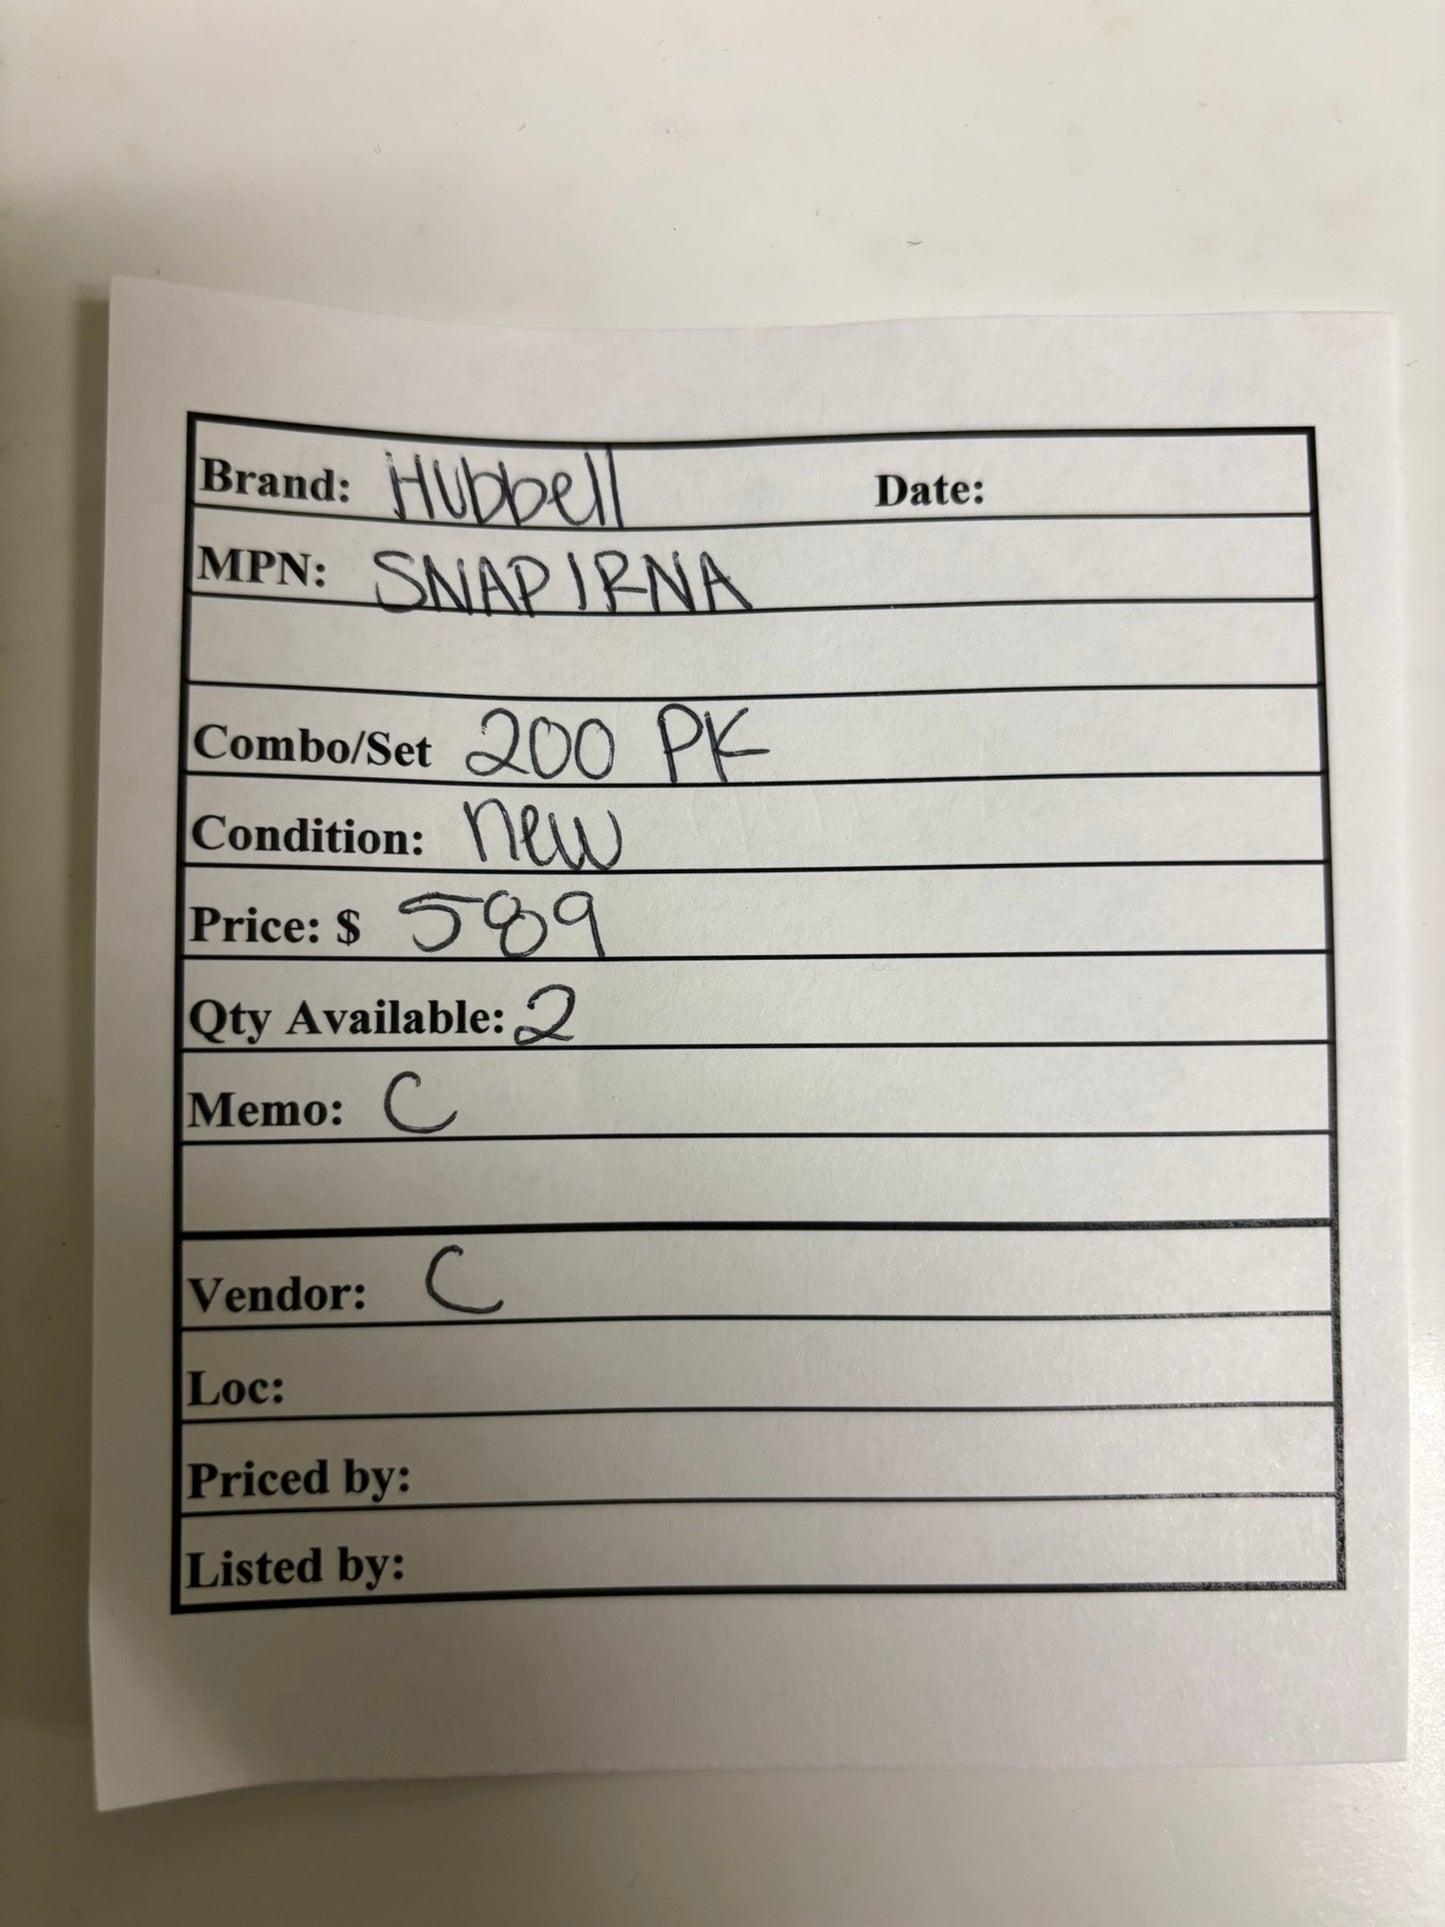 Brand: Hubbell Date:
MPN: SNAP1RNA
Combo/Set 200 PK
Condition: new
Price: $ 589
Qty Available: 2
Memo: C
Vendor: C
Loc:
Priced by:
Listed by: